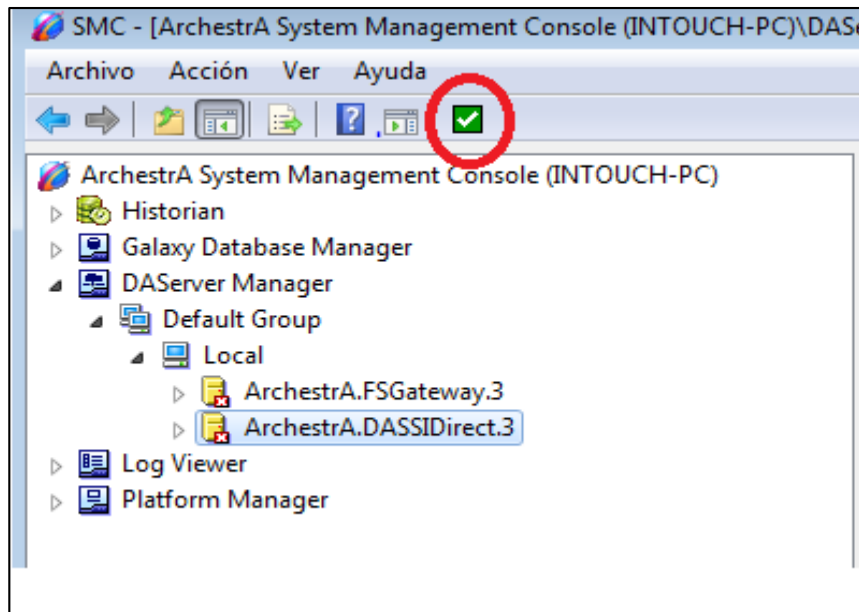 SMC - [ArchestrA System Management Console (INTOUCH-PC)\DASe
Archivo Acción Ver Ayuda
ArchestrA System Management Console (INTOUCH-PC)
Historian
Galaxy Database Manager
DAServer Manager
Default Group
Local
ArchestrA.FSGateway.3
ArchestrA.DASSIDirect.3
Log Viewer
Platform Manager